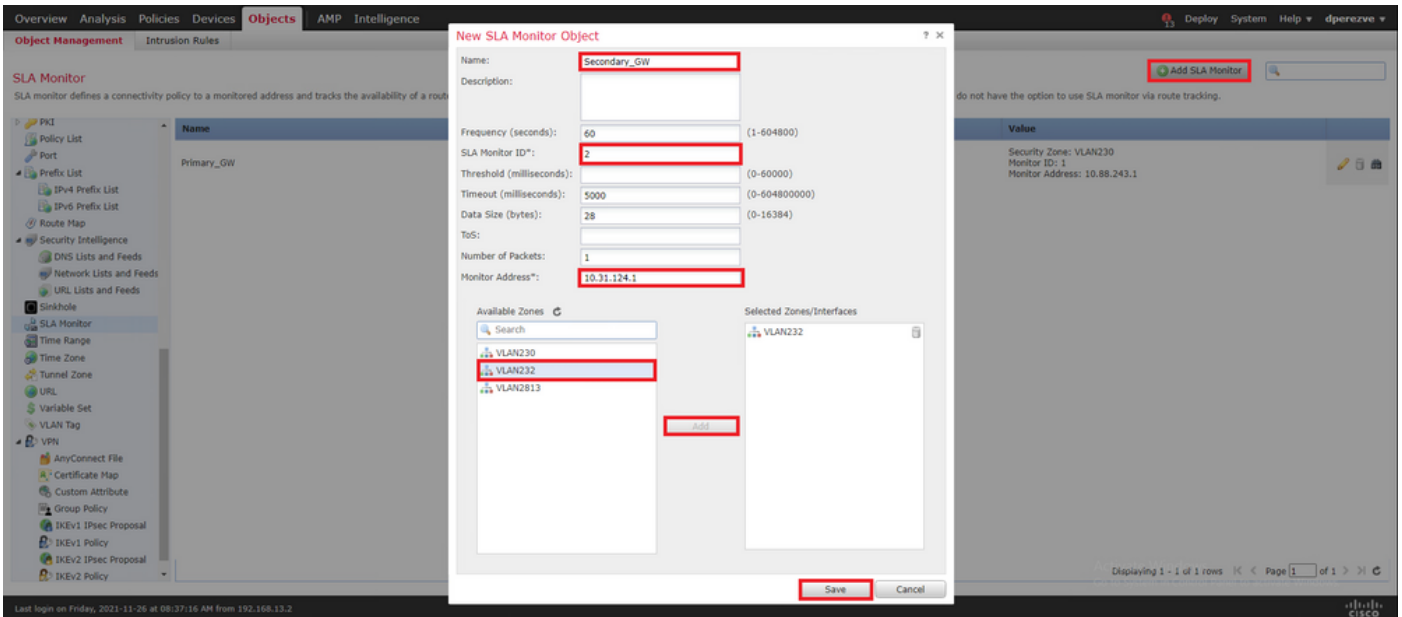 Overview Analysis Policies Devices Objects AMP Intelligence
13 Deploy System Help dperezve
Object Management Intrusion Rules
SLA Monitor
SLA monitor defines a connectivity policy to a monitored address and tracks the availability of a
do not have the option to use SLA monitor via route tracking.
Add SLA Monitor
PKI
Policy List
Port
Prefix List
IPv4 Prefix List
IPv6 Prefix List
Route Map
Security Intelligence
DNS Lists and Feeds
Network Lists and Feeds
URL Lists and Feeds
Sinkhole
SLA Monitor
Time Range
Time Zone
Tunnel Zone
URL
Variable Set
VLAN Tag
VPN
AnyConnect File
Certificate Map
Custom Attribute
Group Policy
IKEv1 IPsec Proposal
IKEv1 Policy
IKEv2 IPsec Proposal
IKEv2 Policy
Name
Primary_GW
New SLA Monitor Object ?
Name: Secondary_GW
Description:
Frequency (seconds): 60 (1-604800)
SLA Monitor ID*: 2
Threshold (milliseconds): (0-60000)
Timeout (milliseconds): 5000 (0-604800000)
Data Size (bytes): 28 (0-16384)
ToS:
Number of Packets: 1
Monitor Address*: 10.31.124.1
Available Zones
Search
VLAN230
VLAN232
VLAN2813
Add
Selected Zones/Interfaces
VLAN232
Save Cancel
Value
Security Zone: VLAN230
Monitor ID: 1
Monitor Address: 10.88.243.1
Displaying 1 - 1 of 1 rows Page 1 of 1
Last login on Friday, 2021-11-26 at 08:37:16 AM from 192.168.13.2
CISCO